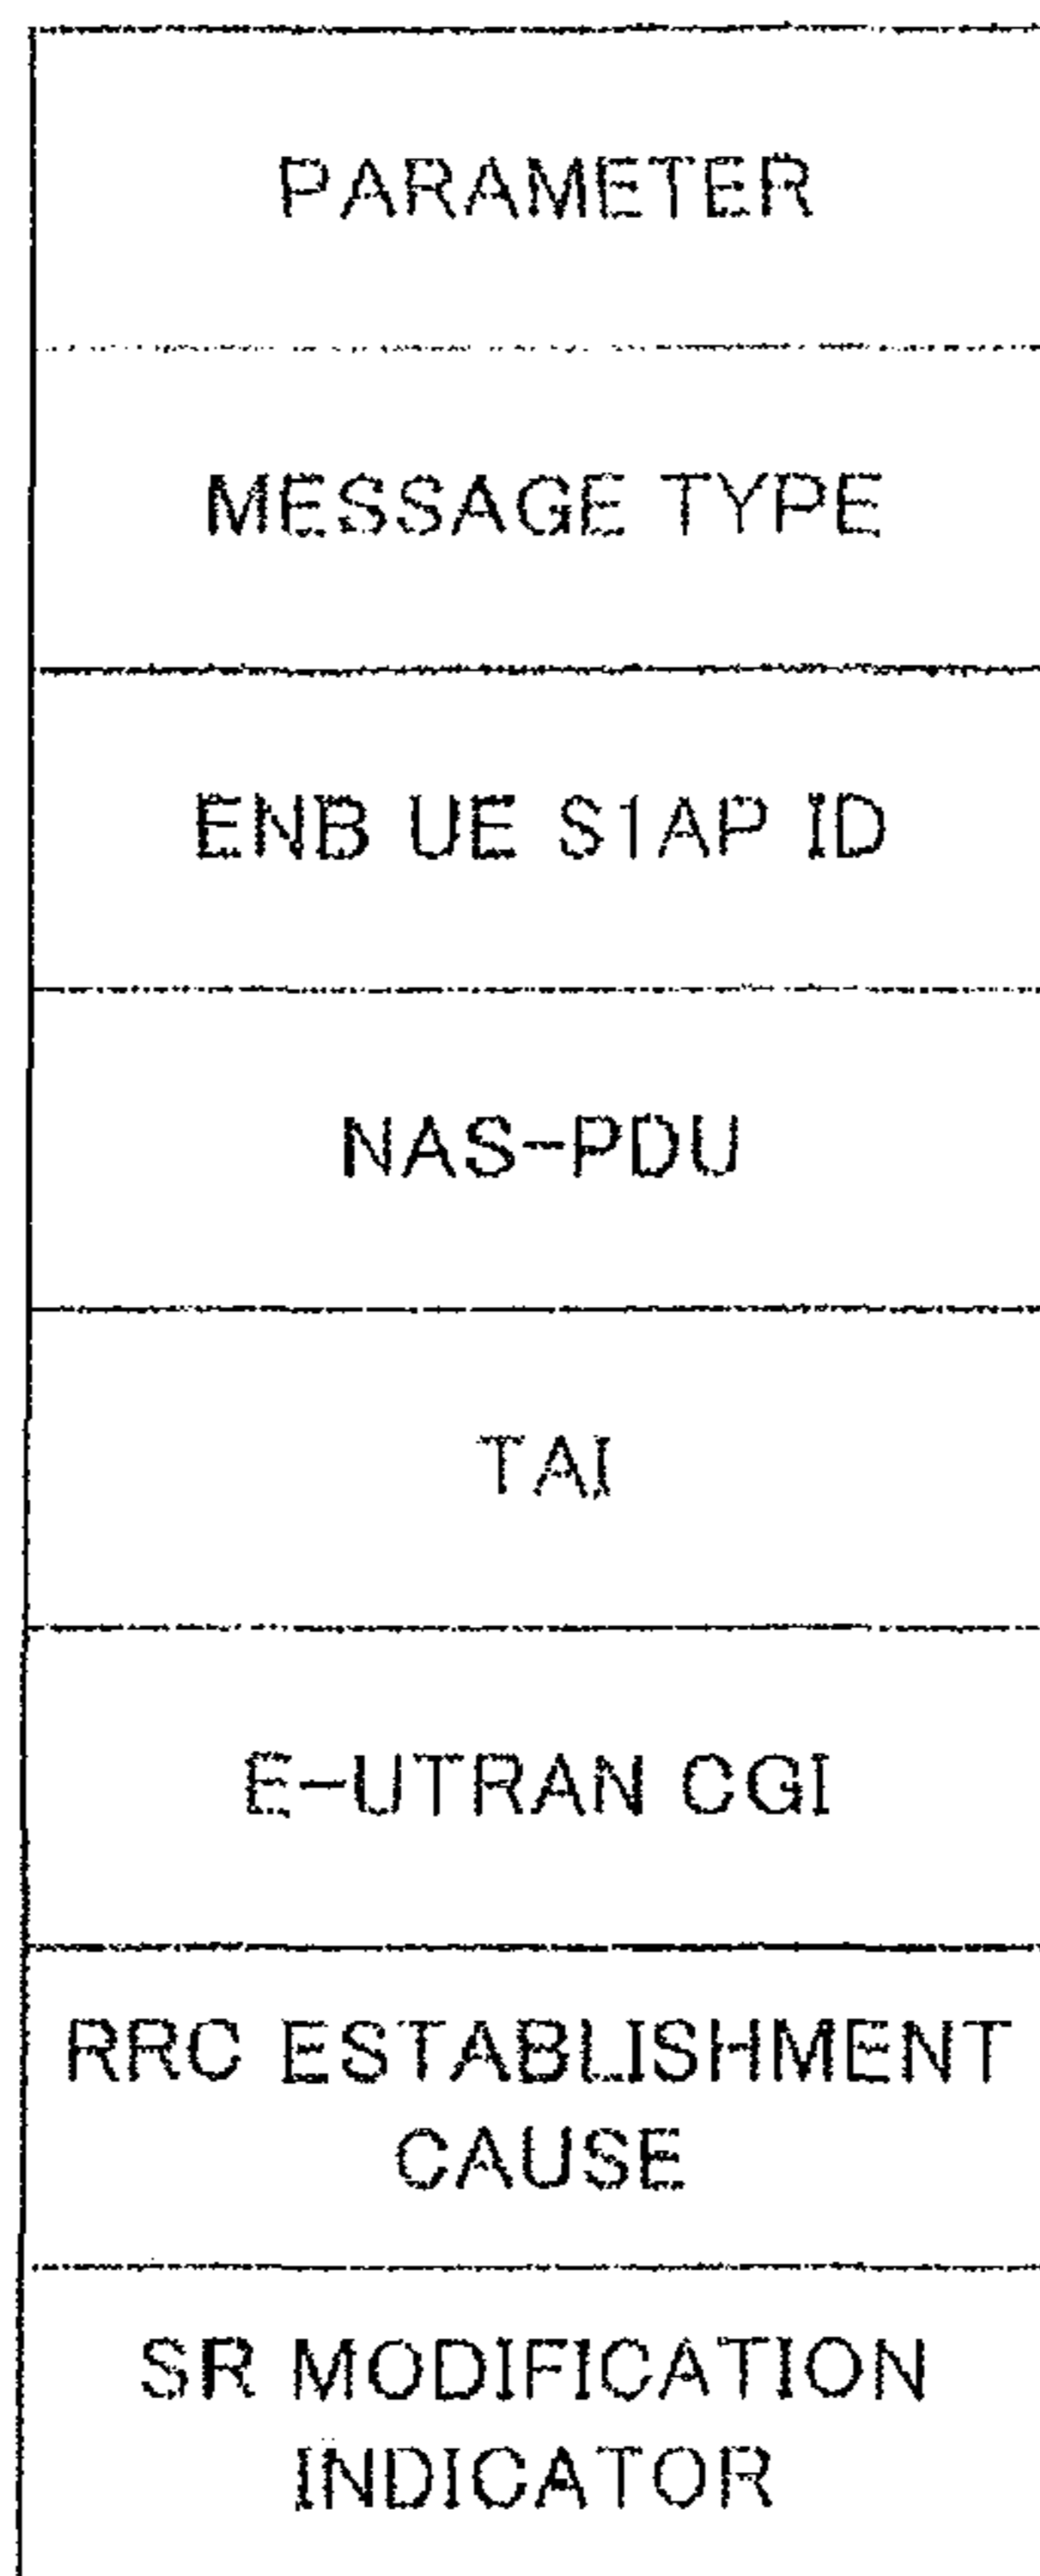 PARAMETER
MESSAGE TYPE
ENB UE S1AP ID
NAS-PDU
TAI
E-UTRAN CGI
RRC ESTABLISHMENT
CAUSE
SR MODIFICATION
INDICATOR